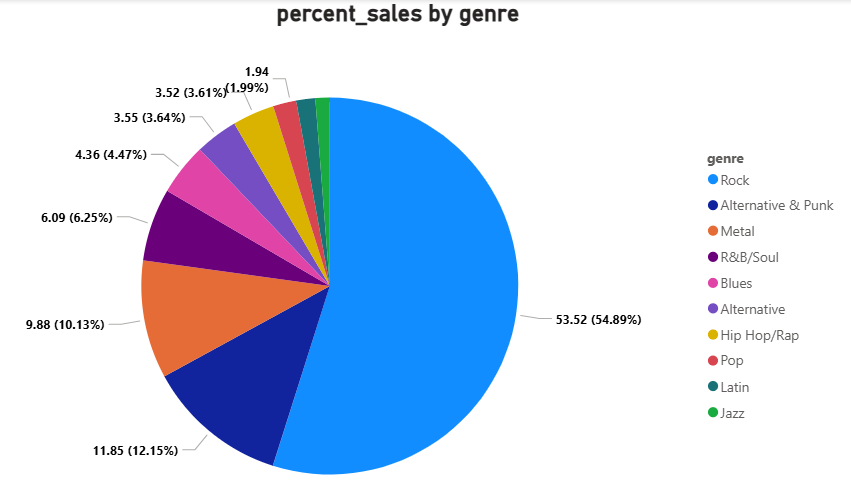 percent_sales by genre
1.94
(1.99%)
3.52 (3.61%)
3.55 (3.64%)
4.36 (4.47%)
6.09 (6.25%)
9.88 (10.13%)
11.85 (12.15%)
53.52 (54.89%)
genre
Rock
Alternative & Punk
Metal
R&B/Soul
Blues
Alternative
Hip Hop/Rap
Pop
Latin
Jazz